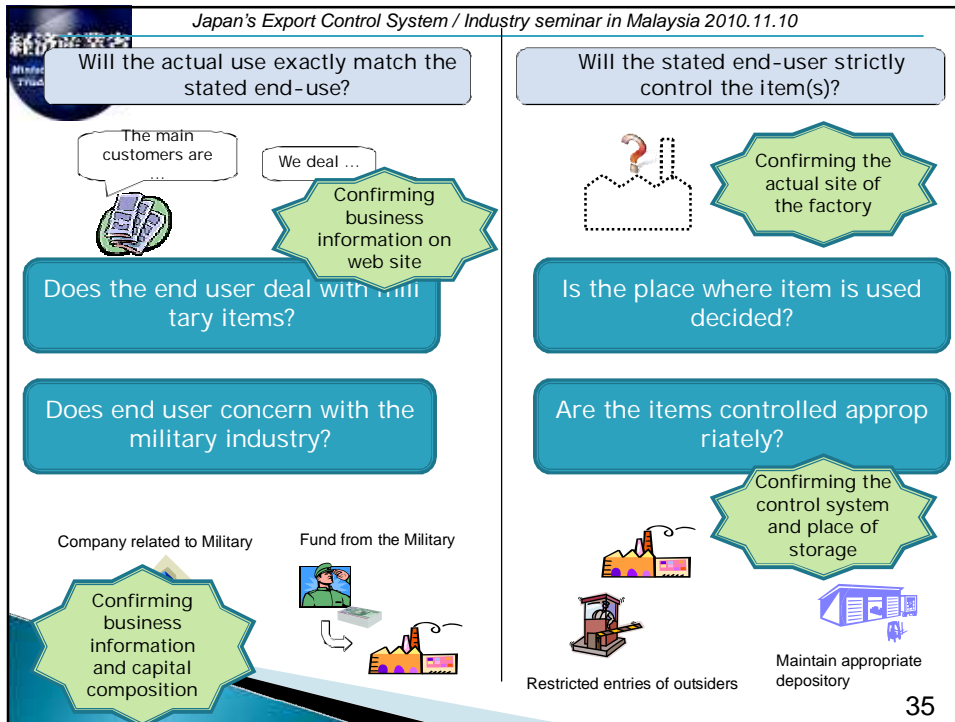 Japan's Export Control System / Industry seminar in Malaysia 2010.11.10
経済産業省
Will the actual use exactly match the
stated end-use?
The main
customers are
...
We deal ...
Confirming
business
information on
web site
Does the end user deal with mili
tary items?
Does end user concern with the
military industry?
Company related to Military
Fund from the Military
Confirming
business
information
and capital
composition
Will the stated end-user strictly
control the item(s)?
?
Confirming the
actual site of
the factory
Is the place where item is used
decided?
Are the items controlled approp
riately?
Confirming the
control system
and place of
storage
Restricted entries of outsiders
Maintain appropriate
depository
35